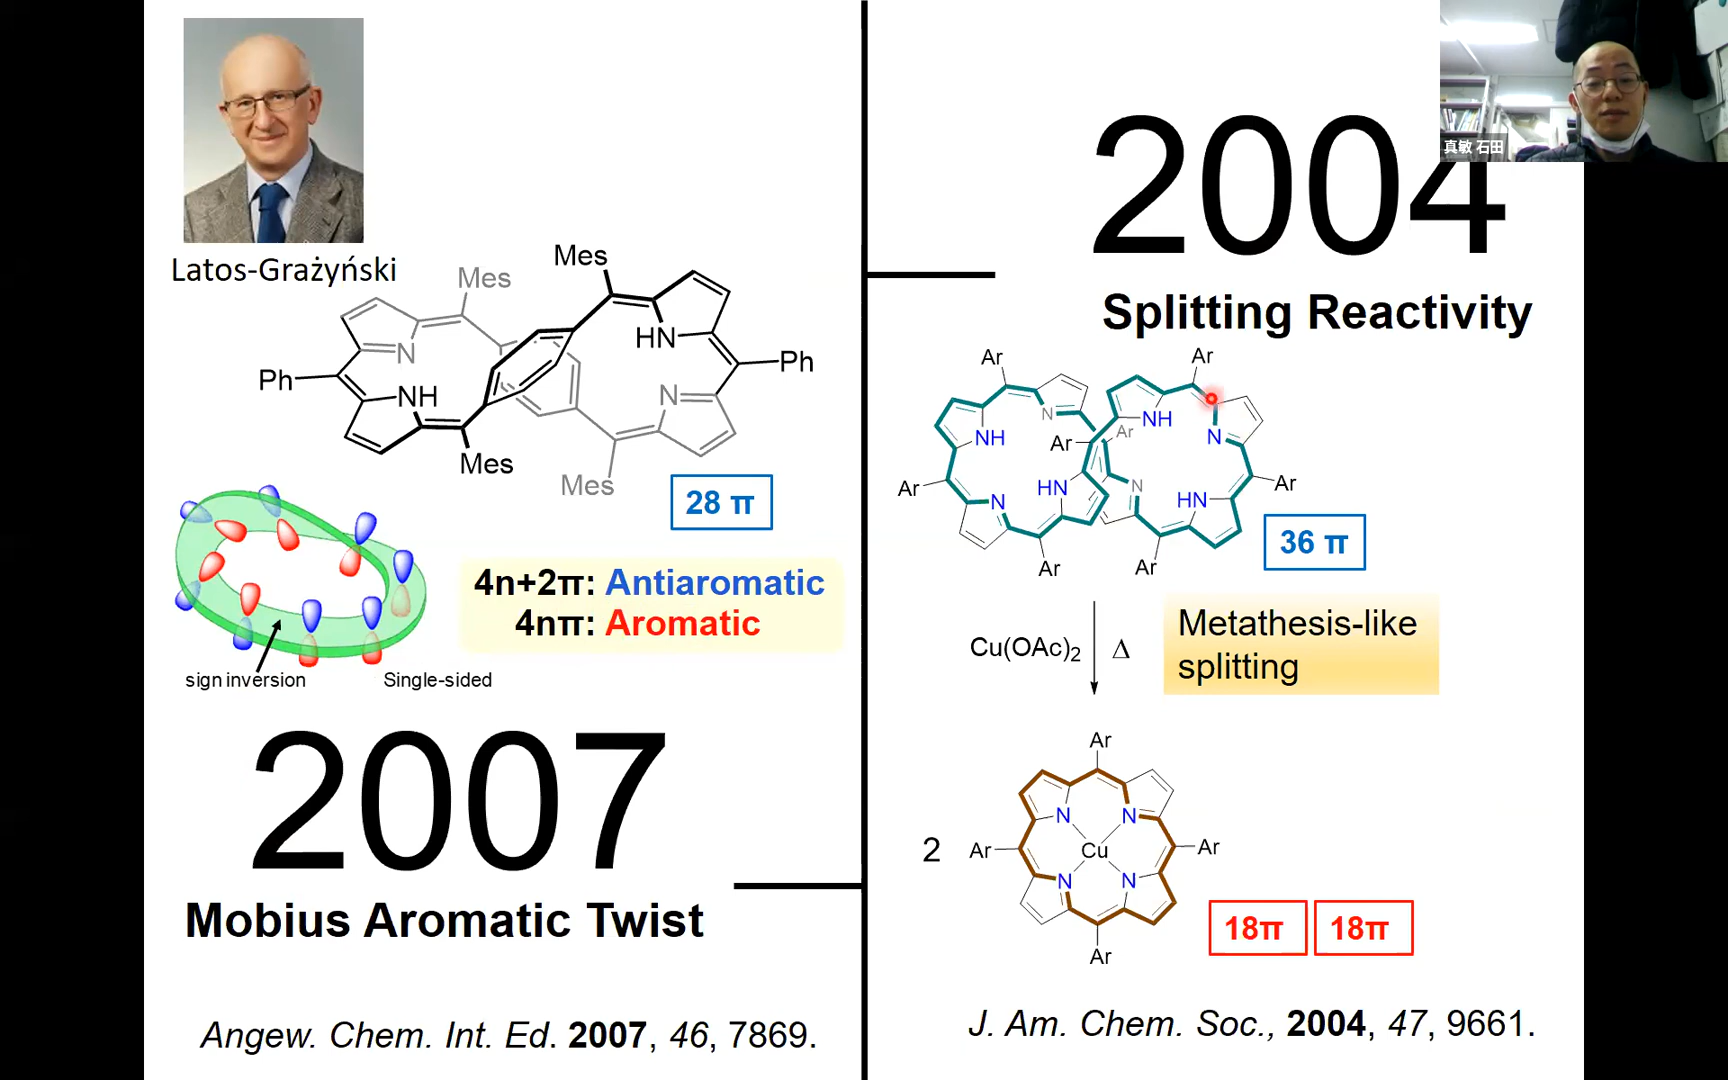 Latos-Grażyński
Mes
Mes
N
HN
Ph
Ph
NH
N
Mes
Mes
28 π
4n+2π: Antiaromatic
4nπ: Aromatic
sign inversion
Single-sided
2007
Mobius Aromatic Twist
Angew. Chem. Int. Ed. 2007, 46, 7869.
真敏 石田
2004
Splitting Reactivity
Ar
Ar
N
NH
NH
N
Ar
Ar
Ar
Ar
N
HN
N
HN
Ar
Ar
36 π
Cu(OAc)2
Δ
Metathesis-like
splitting
2
Ar
N
N
Ar
Cu
Ar
N
N
Ar
18π
18π
J. Am. Chem. Soc., 2004, 47, 9661.